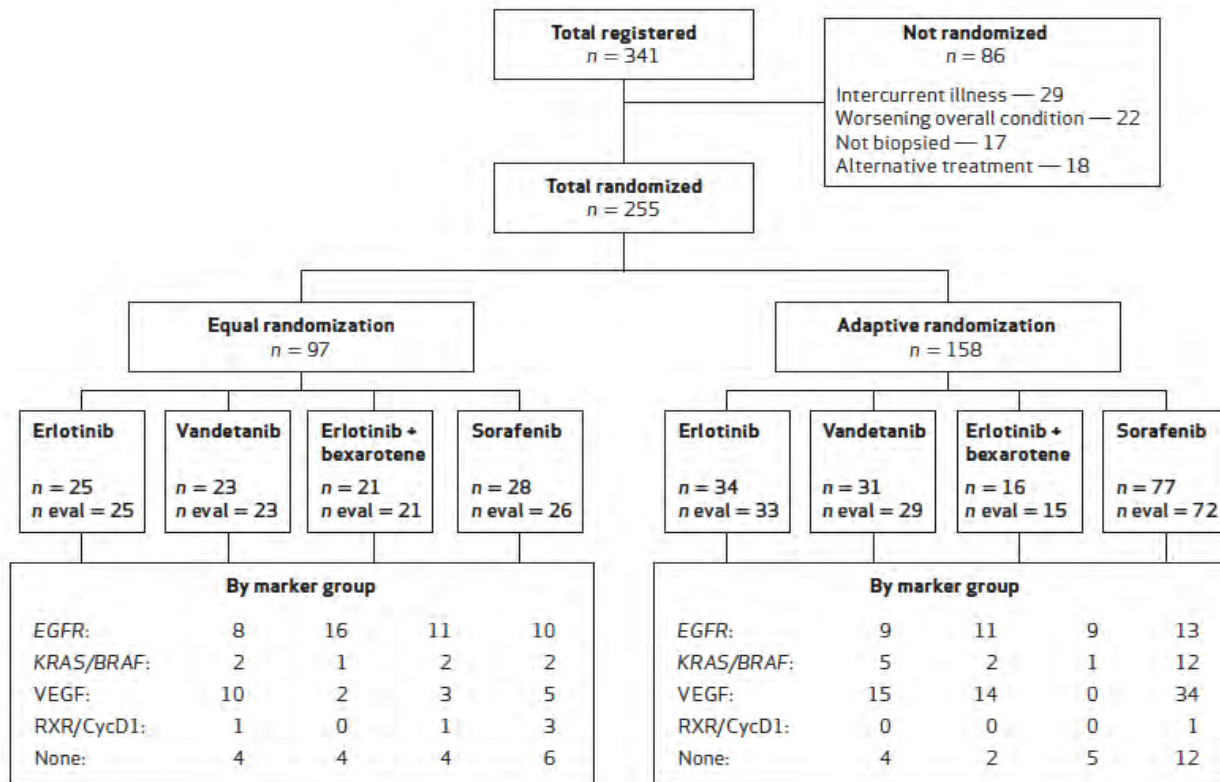 Total registered
n = 341
Not randomized
n = 86
Intercurrent illness — 29
Worsening overall condition — 22
Not biopsied — 17
Alternative treatment — 18
Total randomized
n = 255
Equal randomization
n = 97
Adaptive randomization
n = 158
Erlotinib
n = 25
n eval = 25
Vandetanib
n = 23
n eval = 23
Erlotinib +
bexarotene
n = 21
n eval = 21
Sorafenib
n = 28
n eval = 26
Erlotinib
n = 34
n eval = 33
Vandetanib
n = 31
n eval = 29
Erlotinib +
bexarotene
n = 16
n eval = 15
Sorafenib
n = 77
n eval = 72
By marker group
EGFR: 8 16 11 10
KRAS/BRAF: 2 1 2 2
VEGF: 10 2 3 5
RXR/CycD1: 1 0 1 3
None: 4 4 4 6
By marker group
EGFR: 9 11 9 13
KRAS/BRAF: 5 2 1 12
VEGF: 15 14 0 34
RXR/CycD1: 0 0 0 1
None: 4 2 5 12